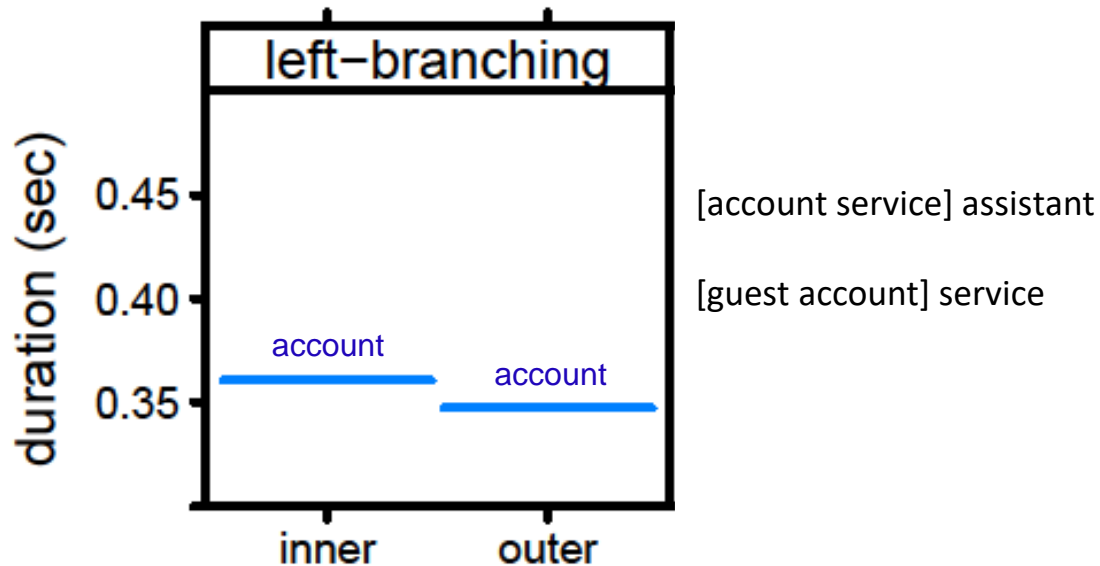 left−branching
duration (sec)
0.45
[account service] assistant
0.40
[guest account] service
account
account
0.35
inner
outer